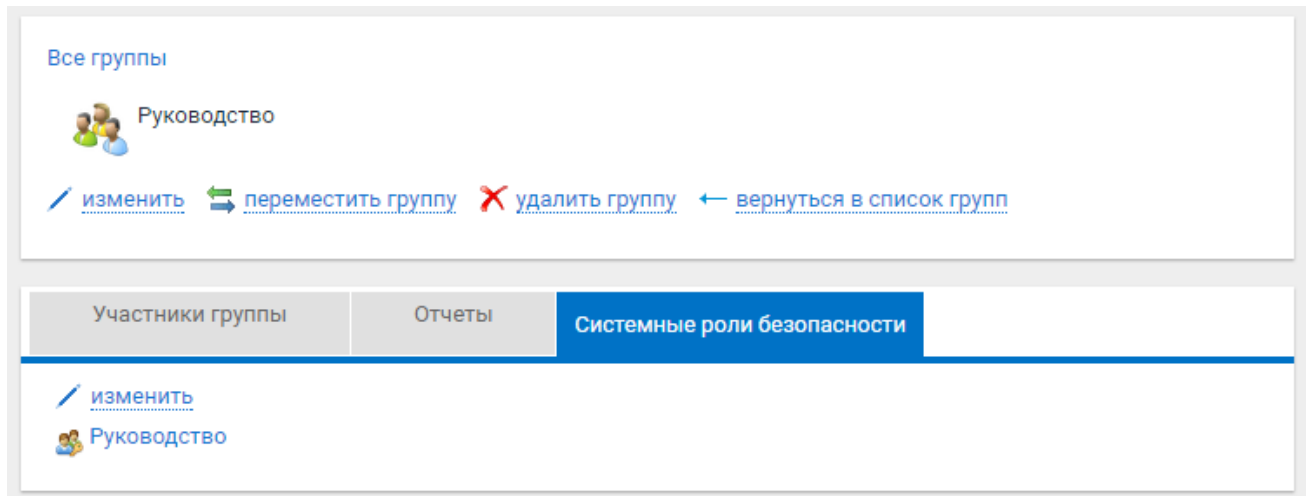 Все группы
Руководство
изменить переместить группу удалить группу вернуться в список групп
Участники группы Отчеты Системные роли безопасности
изменить
Руководство